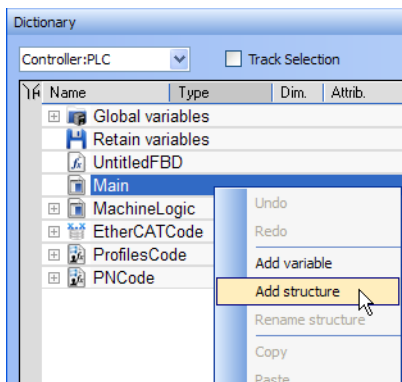 Dictionary
Controller:PLC Track Selection
Name Type Dim. Attrib.
Global variables
Retain variables
UntitledFBD
Main
MachineLogic
EtherCATCode
ProfilesCode
PNCode
Undo
Redo
Add variable
Add structure
Rename structure
Copy
Paste